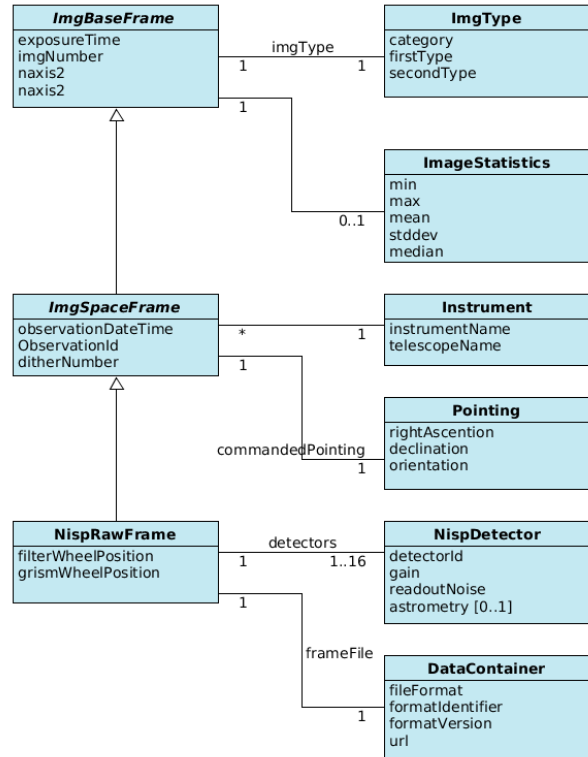 ImgBaseFrame
exposureTime
imgNumber
naxis2
naxis2
imgType
1
1
1
ImgType
category
firstType
secondType
ImageStatistics
min
max
mean
stddev
median
0..1
ImgSpaceFrame
observationDateTime
ObservationId
ditherNumber
*
1
1
Instrument
instrumentName
telescopeName
commandedPointing
1
Pointing
rightAscention
declination
orientation
NispRawFrame
filterWheelPosition
grismWheelPosition
detectors
1
1..16
1
NispDetector
detectorId
gain
readoutNoise
astrometry [0..1]
frameFile
1
DataContainer
fileFormat
formatIdentifier
formatVersion
url